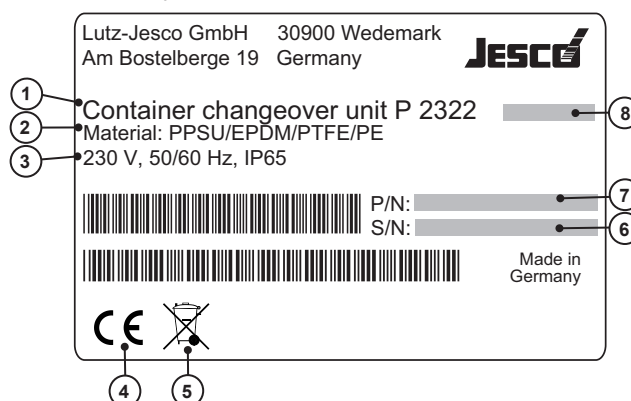 Lutz-Jesco GmbH 30900 Wedemark
Am Bostelberge 19 Germany
JESCO
1
Container changeover unit P 2322
8
2
Material: PPSU/EPDM/PTFE/PE
3
230 V, 50/60 Hz, IP65
P/N:
7
S/N:
6
Made in
Germany
CE
4
5